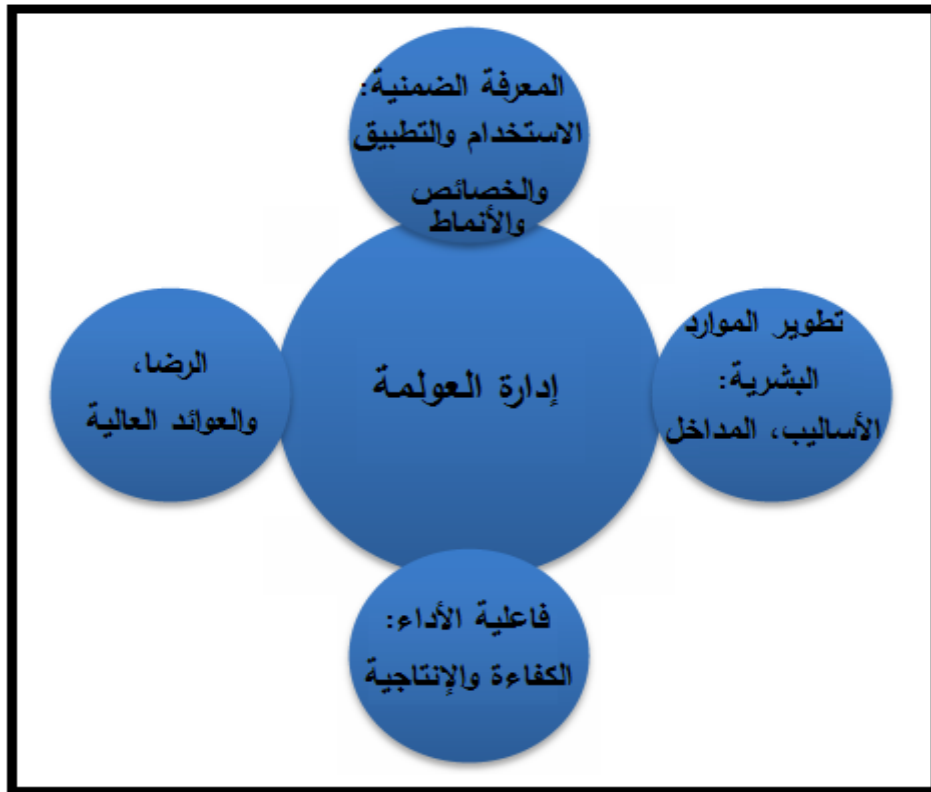 المعرفة الضمنية:
الاستخدام والتطبيق
والخصائص
والأنماط
تطوير الموارد
البشرية:
الأساليب، المداخل
إدارة العولمة
الرضا،
والعوائد العالية
فاعلية الأداء:
الكفاءة والإنتاجية